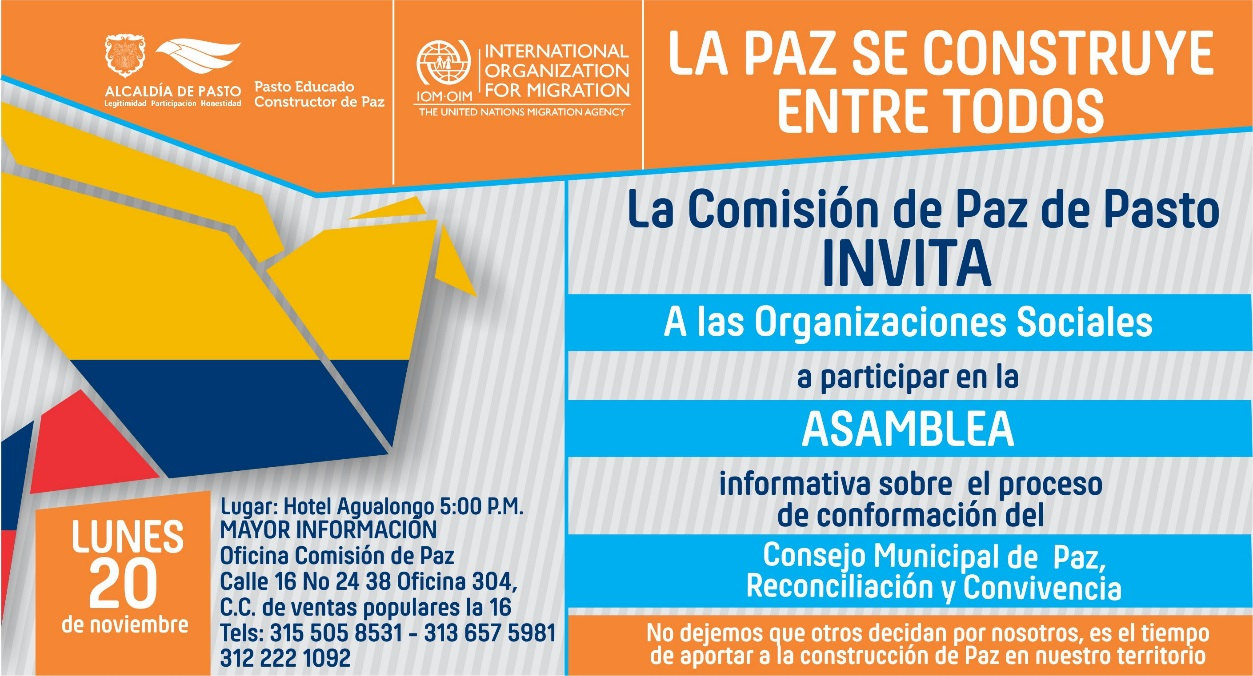 ALCALDÍA DE PASTO
Legitimidad Participación Honestidad
Pasto Educado
Constructor de Paz
IOM·OIM
INTERNATIONAL
ORGANIZATION
FOR MIGRATION
THE UNITED NATIONS MIGRATION AGENCY
LA PAZ SE CONSTRUYE
ENTRE TODOS
La Comisión de Paz de Pasto
INVITA
A las Organizaciones Sociales
a participar en la
ASAMBLEA
informativa sobre el proceso
de conformación del
Consejo Municipal de Paz,
Reconciliación y Convivencia
No dejemos que otros decidan por nosotros, es el tiempo
de aportar a la construcción de Paz en nuestro territorio
LUNES
20
de noviembre
Lugar: Hotel Agualongo 5:00 P.M.
MAYOR INFORMACIÓN
Oficina Comisión de Paz
Calle 16 No 24 38 Oficina 304,
C.C. de ventas populares la 16
Tels: 315 505 8531 - 313 657 5981
312 222 1092